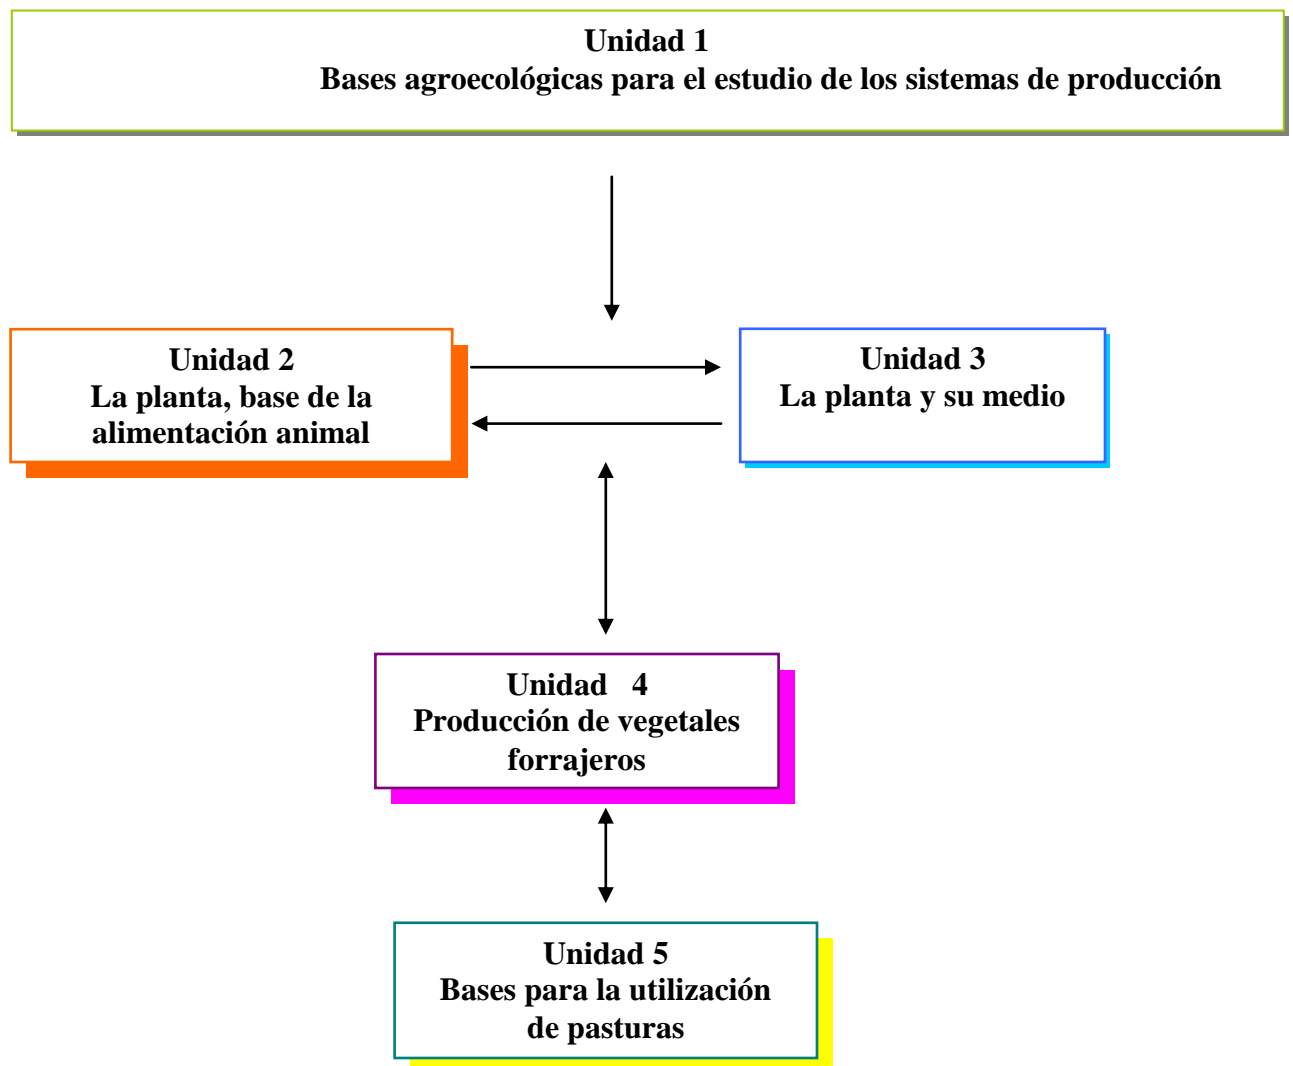 Unidad 1
Bases agroecológicas para el estudio de los sistemas de producción
Unidad 2
La planta, base de la
alimentación animal
Unidad 3
La planta y su medio
Unidad 4
Producción de vegetales
forrajeros
Unidad 5
Bases para la utilización
de pasturas